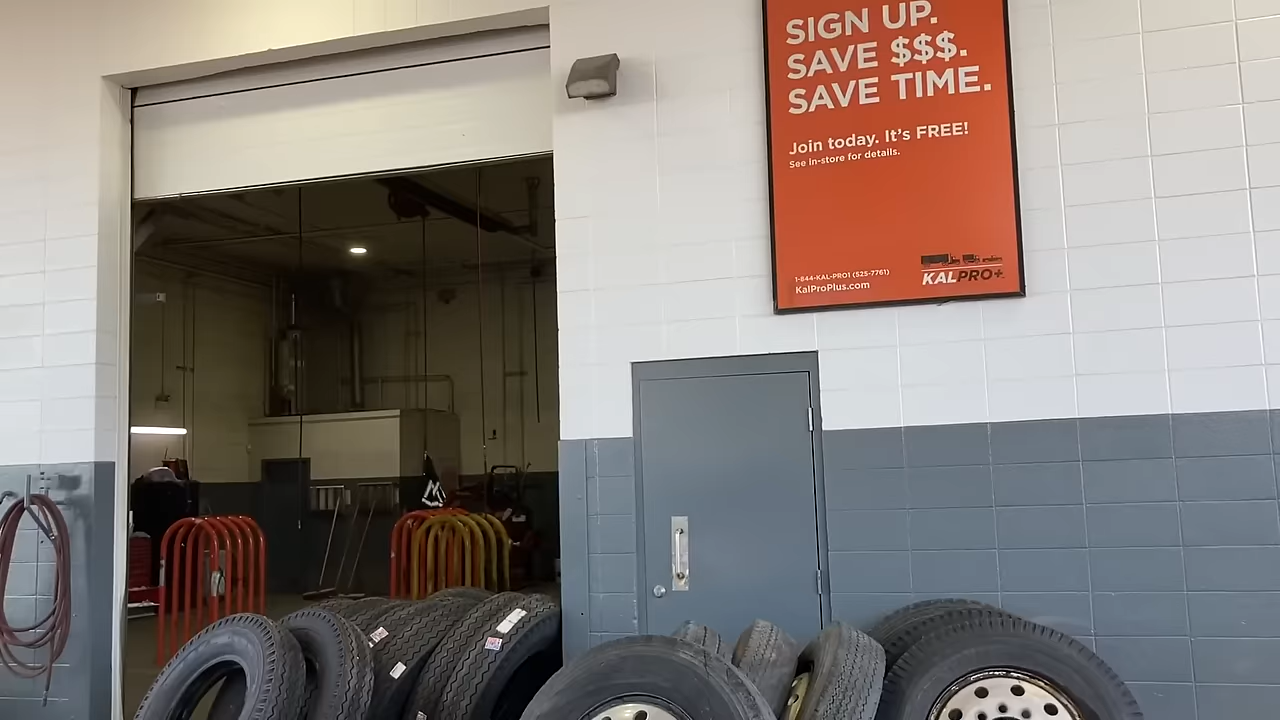 SIGN UP.
SAVE $$$.
SAVE TIME.
Join today. It's FREE!
See in-store for details.
1-844-KAL-PRO1 (525-7761)
KalProPlus.com
KALPRO+